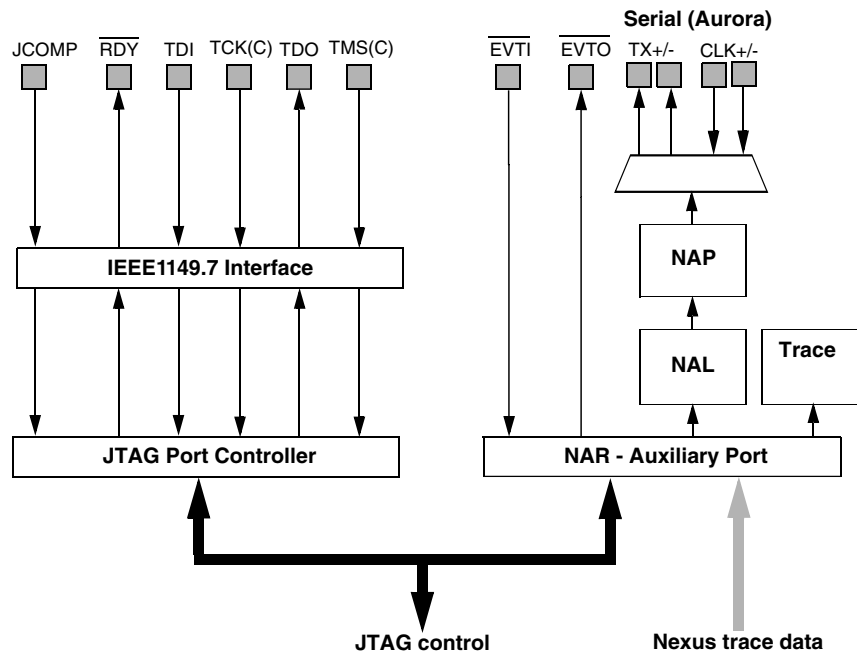 Serial (Aurora)
JCOMP RDY TDI TCK(C) TDO TMS(C) EVTI EVTO TX+/- CLK+/-
IEEE1149.7 Interface
NAP
NAL
Trace
JTAG Port Controller
NAR - Auxiliary Port
JTAG control
Nexus trace data